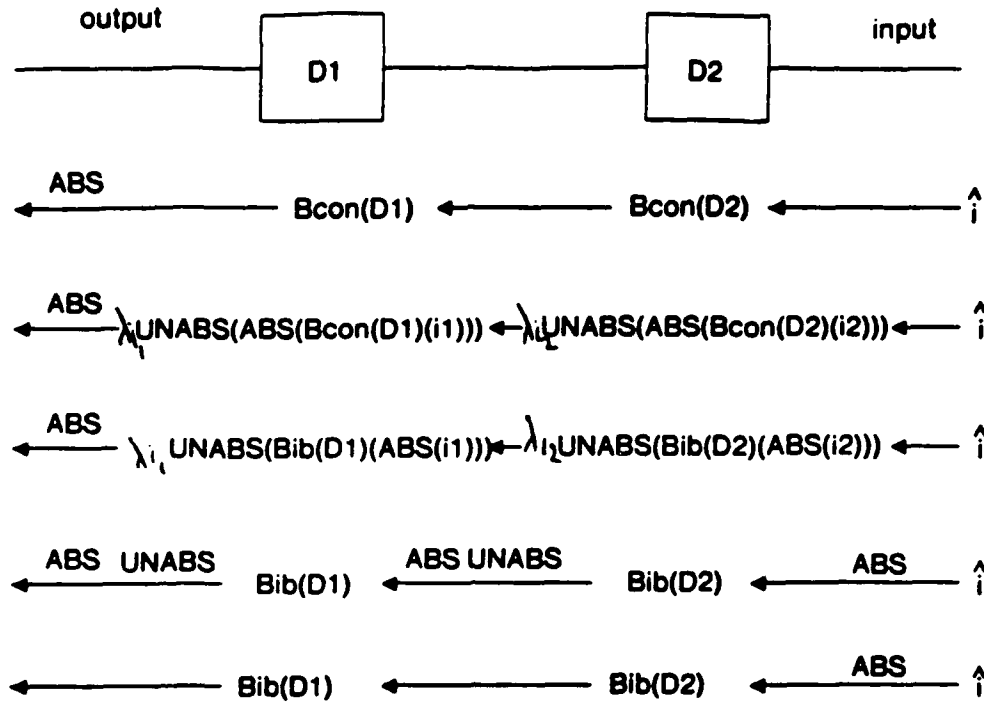 output input
D1 D2
ABS
Bcon(D1) Bcon(D2) î
ABS
λi₁UNABS(ABS(Bcon(D1)(i1))) λi₂UNABS(ABS(Bcon(D2)(i2))) î
ABS
λi₁ UNABS(Bib(D1)(ABS(i1))) λi₂UNABS(Bib(D2)(ABS(i2))) î
ABS UNABS ABS UNABS ABS
Bib(D1) Bib(D2) î
ABS
Bib(D1) Bib(D2) î